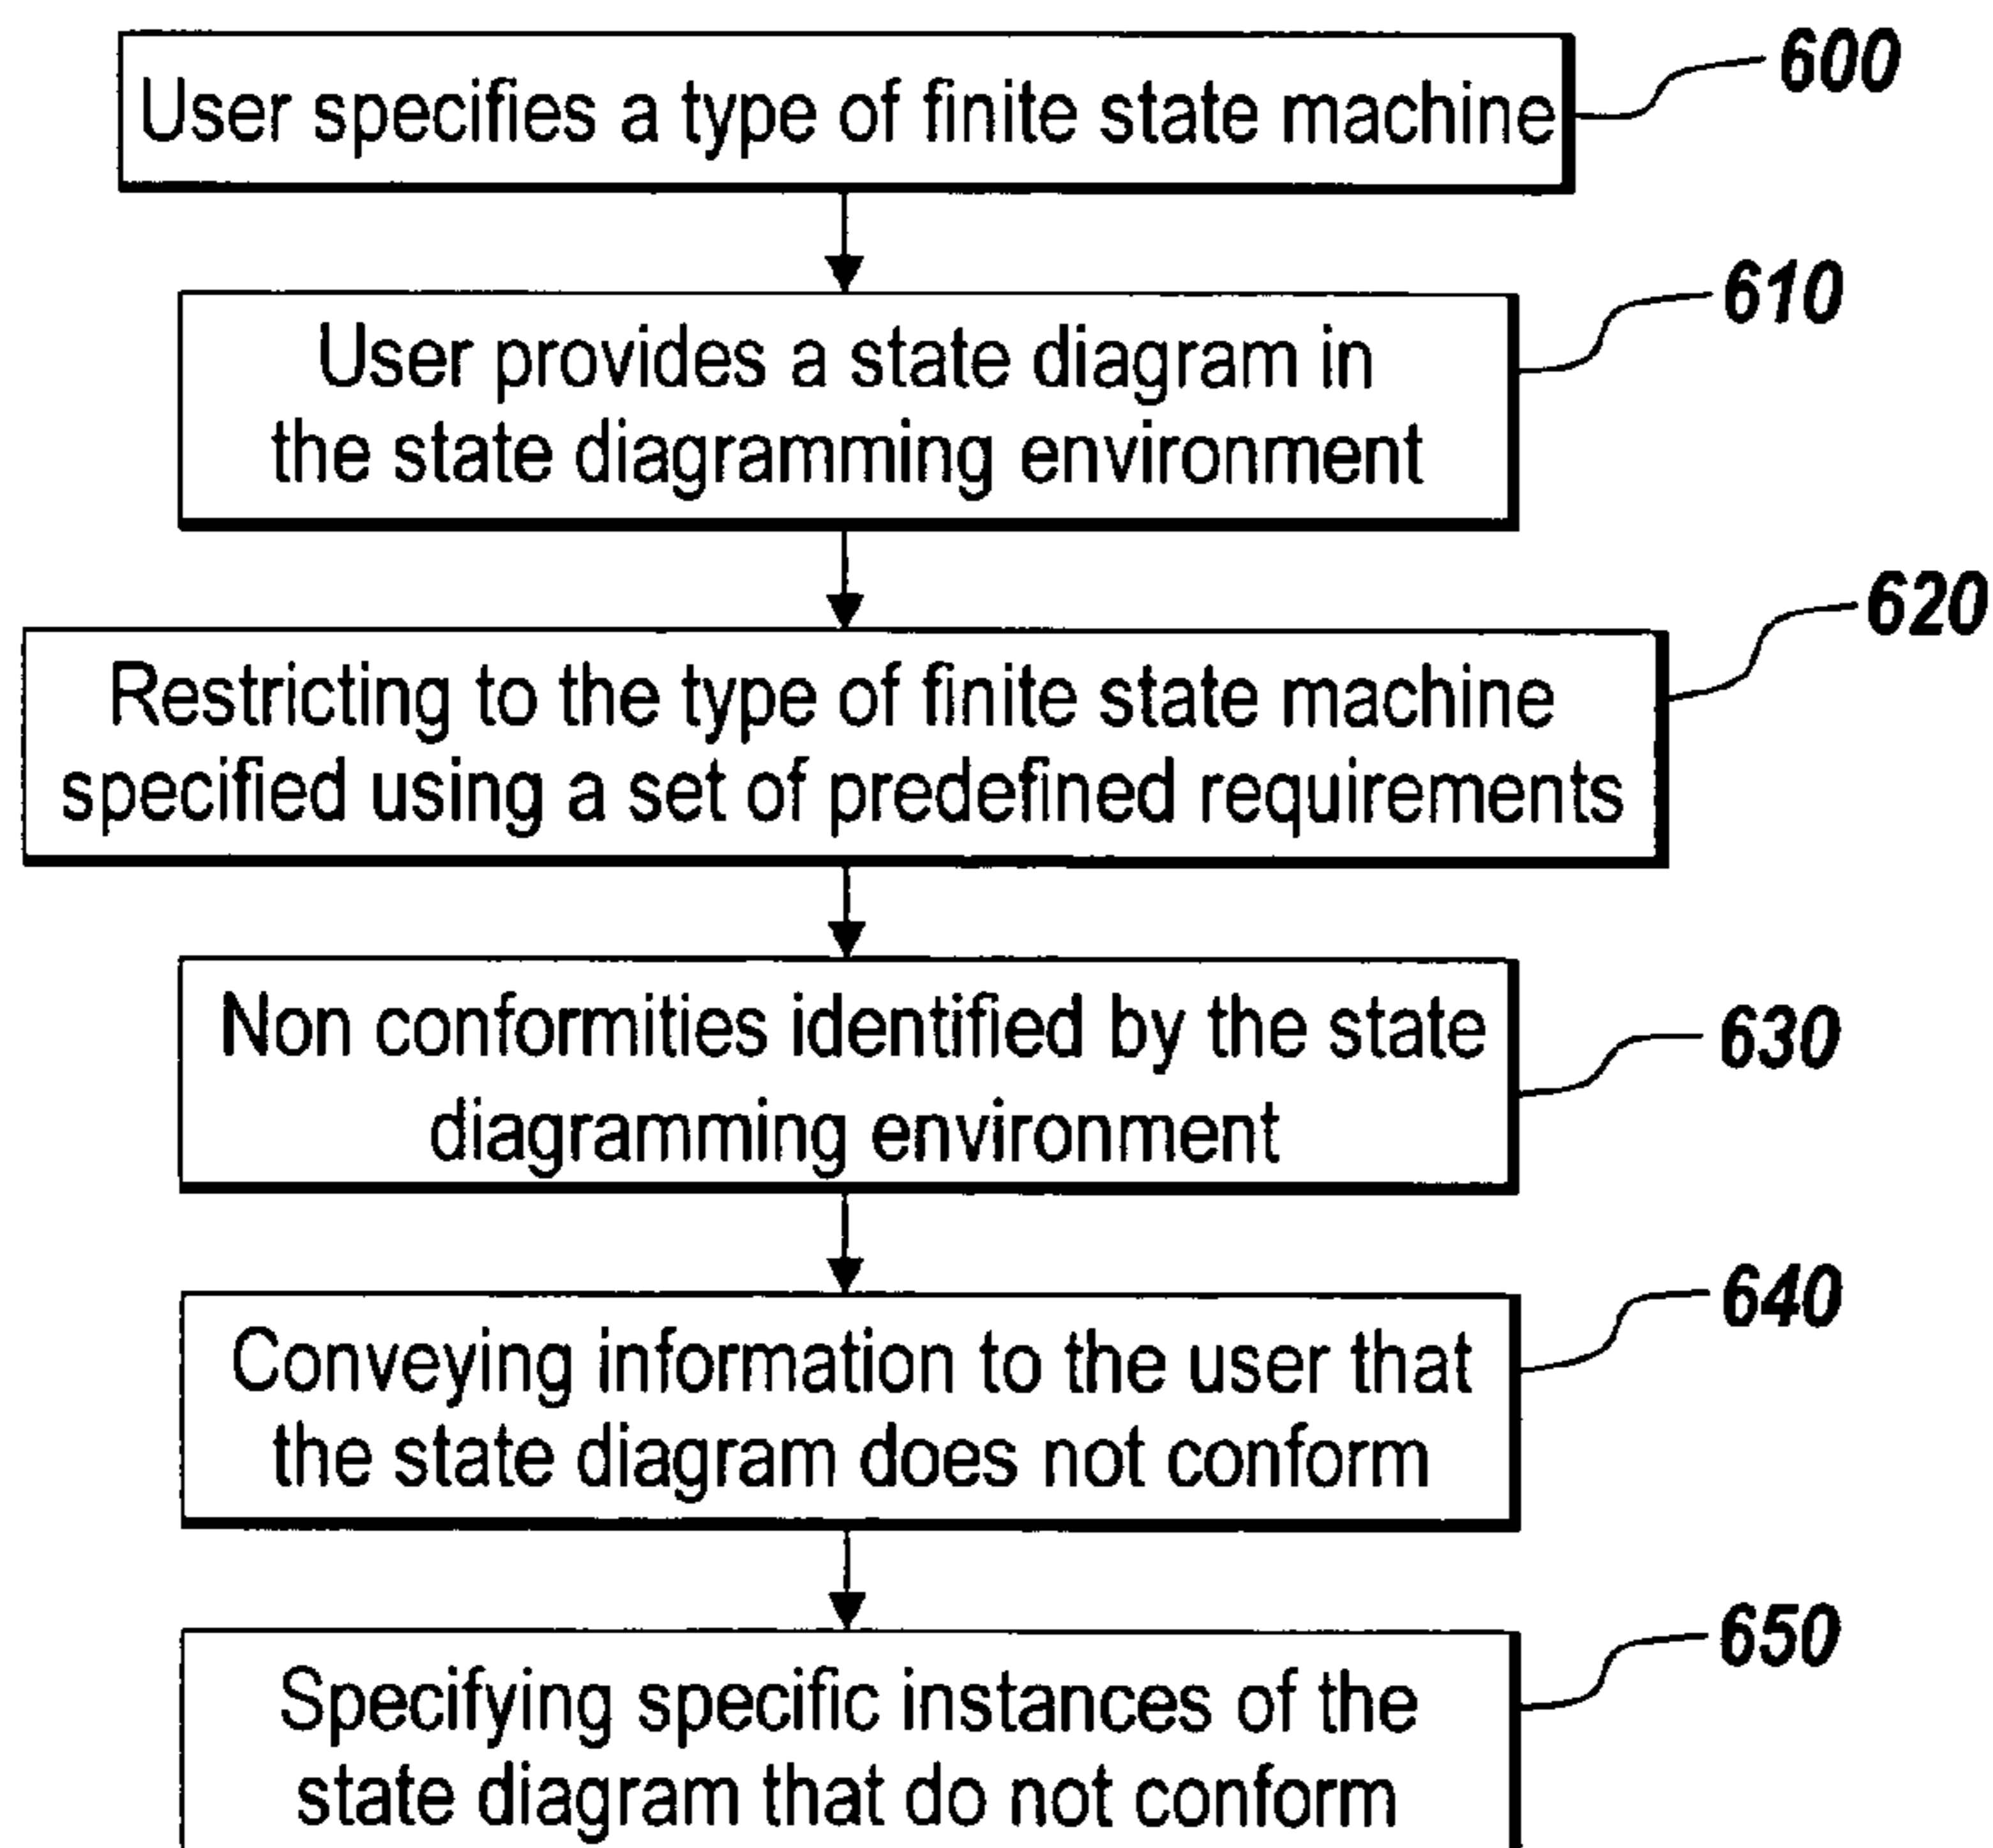 User specifies a type of finite state machine
600
User provides a state diagram in
the state diagramming environment
610
Restricting to the type of finite state machine
specified using a set of predefined requirements
620
Non conformities identified by the state
diagramming environment
630
Conveying information to the user that
the state diagram does not conform
640
Specifying specific instances of the
state diagram that do not conform
650